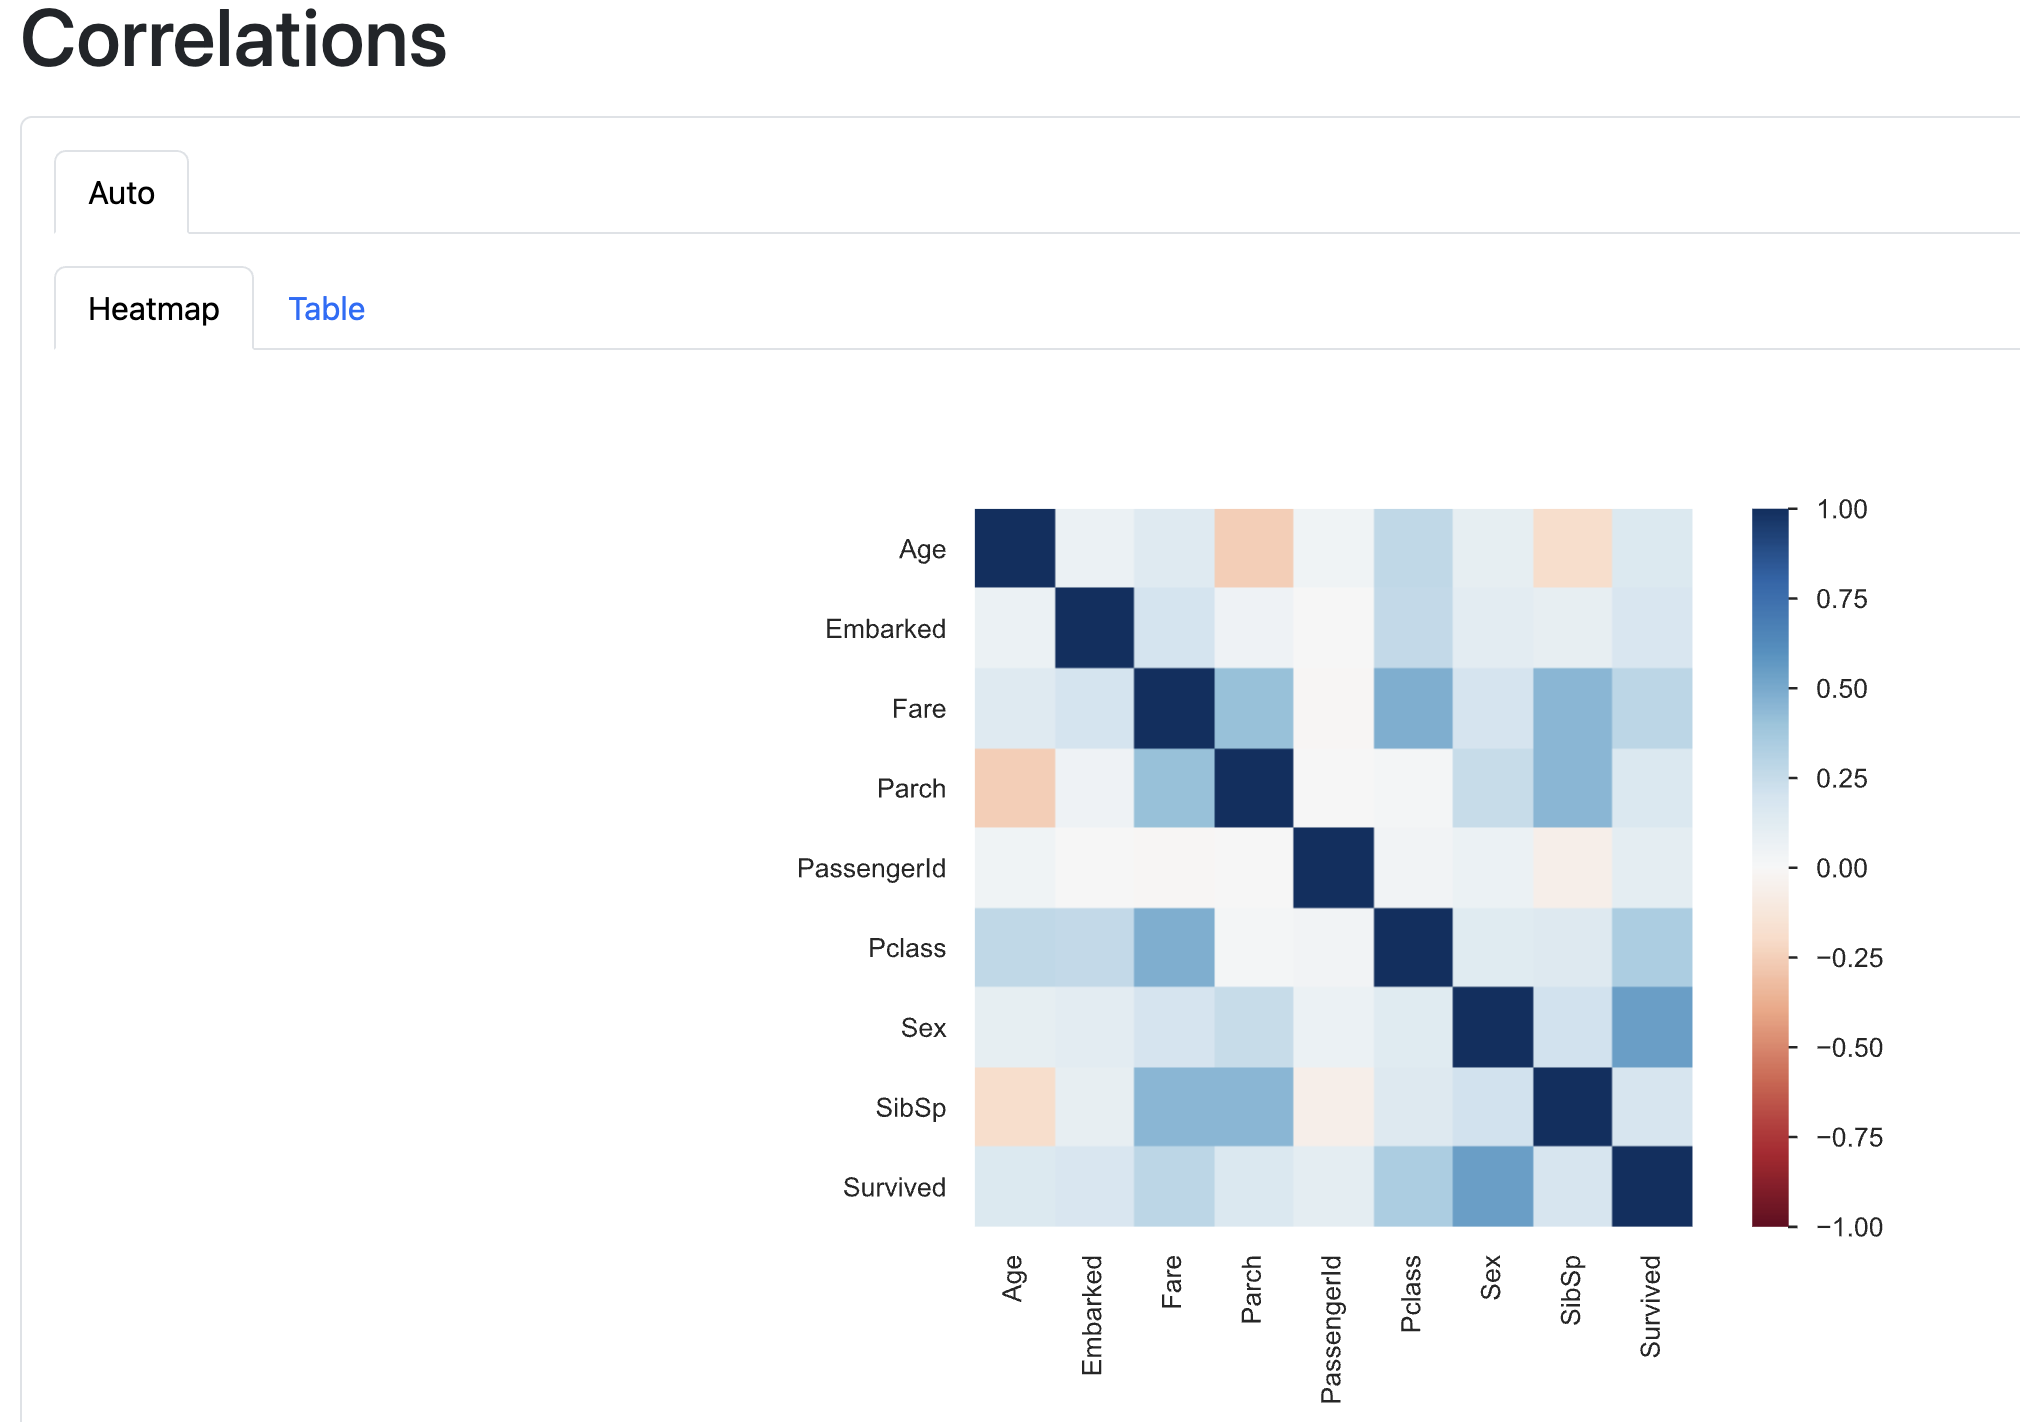 Correlations
Auto
Heatmap Table
Age
Embarked
Fare
Parch
PassengerId
Pclass
Sex
SibSp
Survived
1.00
0.75
0.50
0.25
0.00
−0.25
−0.50
−0.75
−1.00
Age
Embarked
Fare
Parch
PassengerId
Pclass
Sex
SibSp
Survived